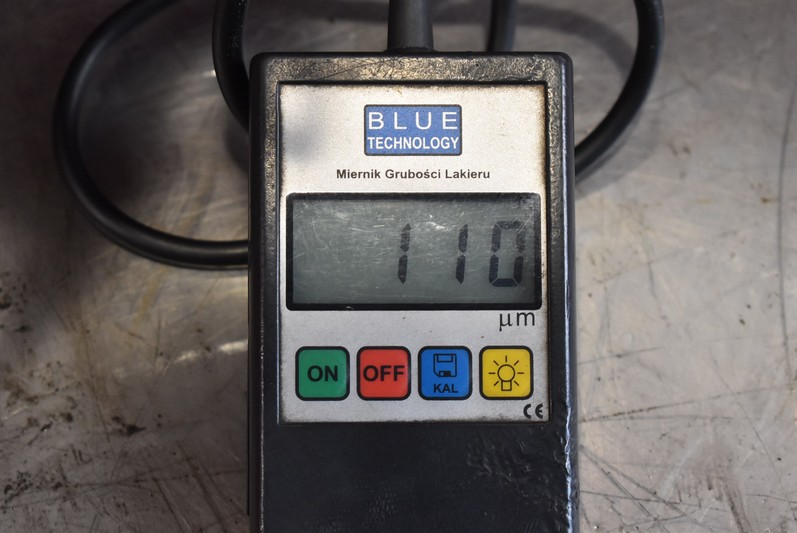 BLUE
TECHNOLOGY
Miernik Grubości Lakieru
110
µm
ON OFF KAL
CE